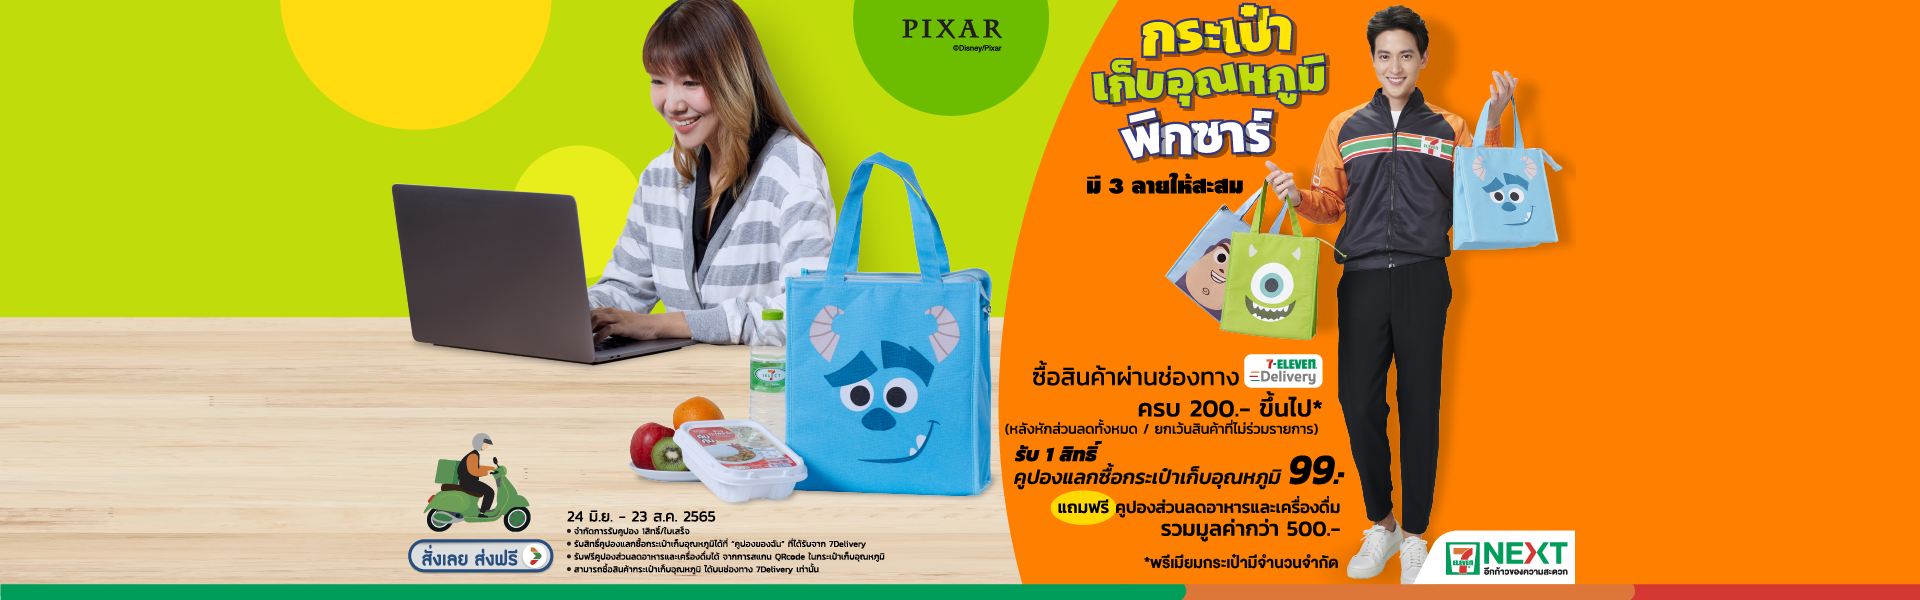 PIXAR
©Disney/Pixar
กระเป๋า
เก็บอุณหภูมิ
พิกซาร์
มี 3 ลายให้สะสม
ซื้อสินค้าผ่านช่องทาง 7-ELEVEn Delivery
ครบ 200.- ขึ้นไป*
(หลังหักส่วนลดทั้งหมด / ยกเว้นสินค้าที่ไม่ร่วมรายการ)
รับ 1 สิทธิ์
คูปองแลกซื้อกระเป๋าเก็บอุณหภูมิ 99.-
แถมฟรี คูปองส่วนลดอาหารและเครื่องดื่ม
รวมมูลค่ากว่า 500.-
*พรีเมียมกระเป๋ามีจำนวนจำกัด
24 มิ.ย. - 23 ส.ค. 2565
• จำกัดการรับคูปอง 1สิทธิ์/ใบเสร็จ
• รับสิทธิ์คูปองแลกซื้อกระเป๋าเก็บอุณหภูมิได้ที่ “คูปองของฉัน” ที่ได้รับจาก 7Delivery
• รับฟรีคูปองส่วนลดอาหารและเครื่องดื่มได้ จากการสแกน QRcode ในกระเป๋าเก็บอุณหภูมิ
• สามารถซื้อสินค้ากระเป๋าเก็บอุณหภูมิ ได้บนช่องทาง 7Delivery เท่านั้น
สั่งเลย ส่งฟรี
7 ELEVEn NEXT
อีกก้าวของความสะดวก
SELECT